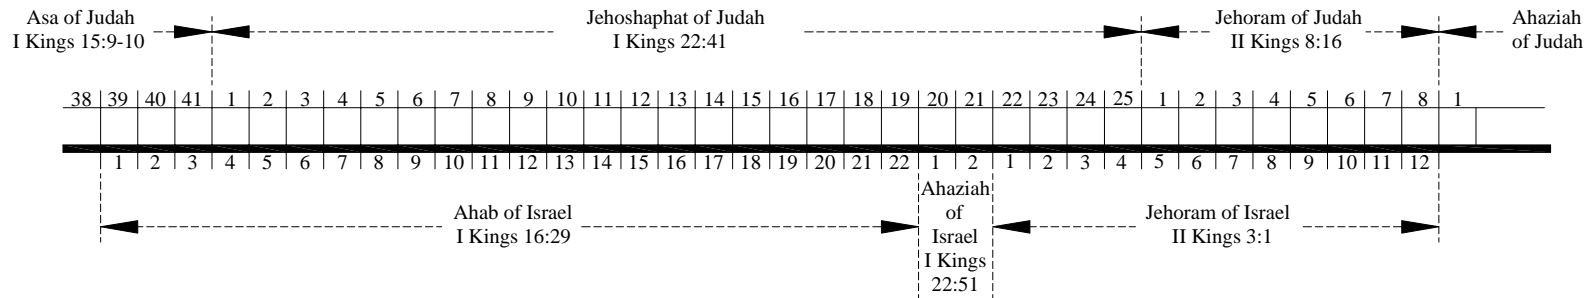 Asa of Judah
I Kings 15:9-10
Jehoshaphat of Judah
I Kings 22:41
Jehoram of Judah
II Kings 8:16
Ahaziah
of Judah
38 39 40 41 1 2 3 4 5 6 7 8 9 10 11 12 13 14 15 16 17 18 19 20 21 22 23 24 25 1 2 3 4 5 6 7 8 1
1 2 3 4 5 6 7 8 9 10 11 12 13 14 15 16 17 18 19 20 21 22 1 2 1 2 3 4 5 6 7 8 9 10 11 12
Ahab of Israel
I Kings 16:29
Ahaziah
of
Israel
I Kings
22:51
Jehoram of Israel
II Kings 3:1